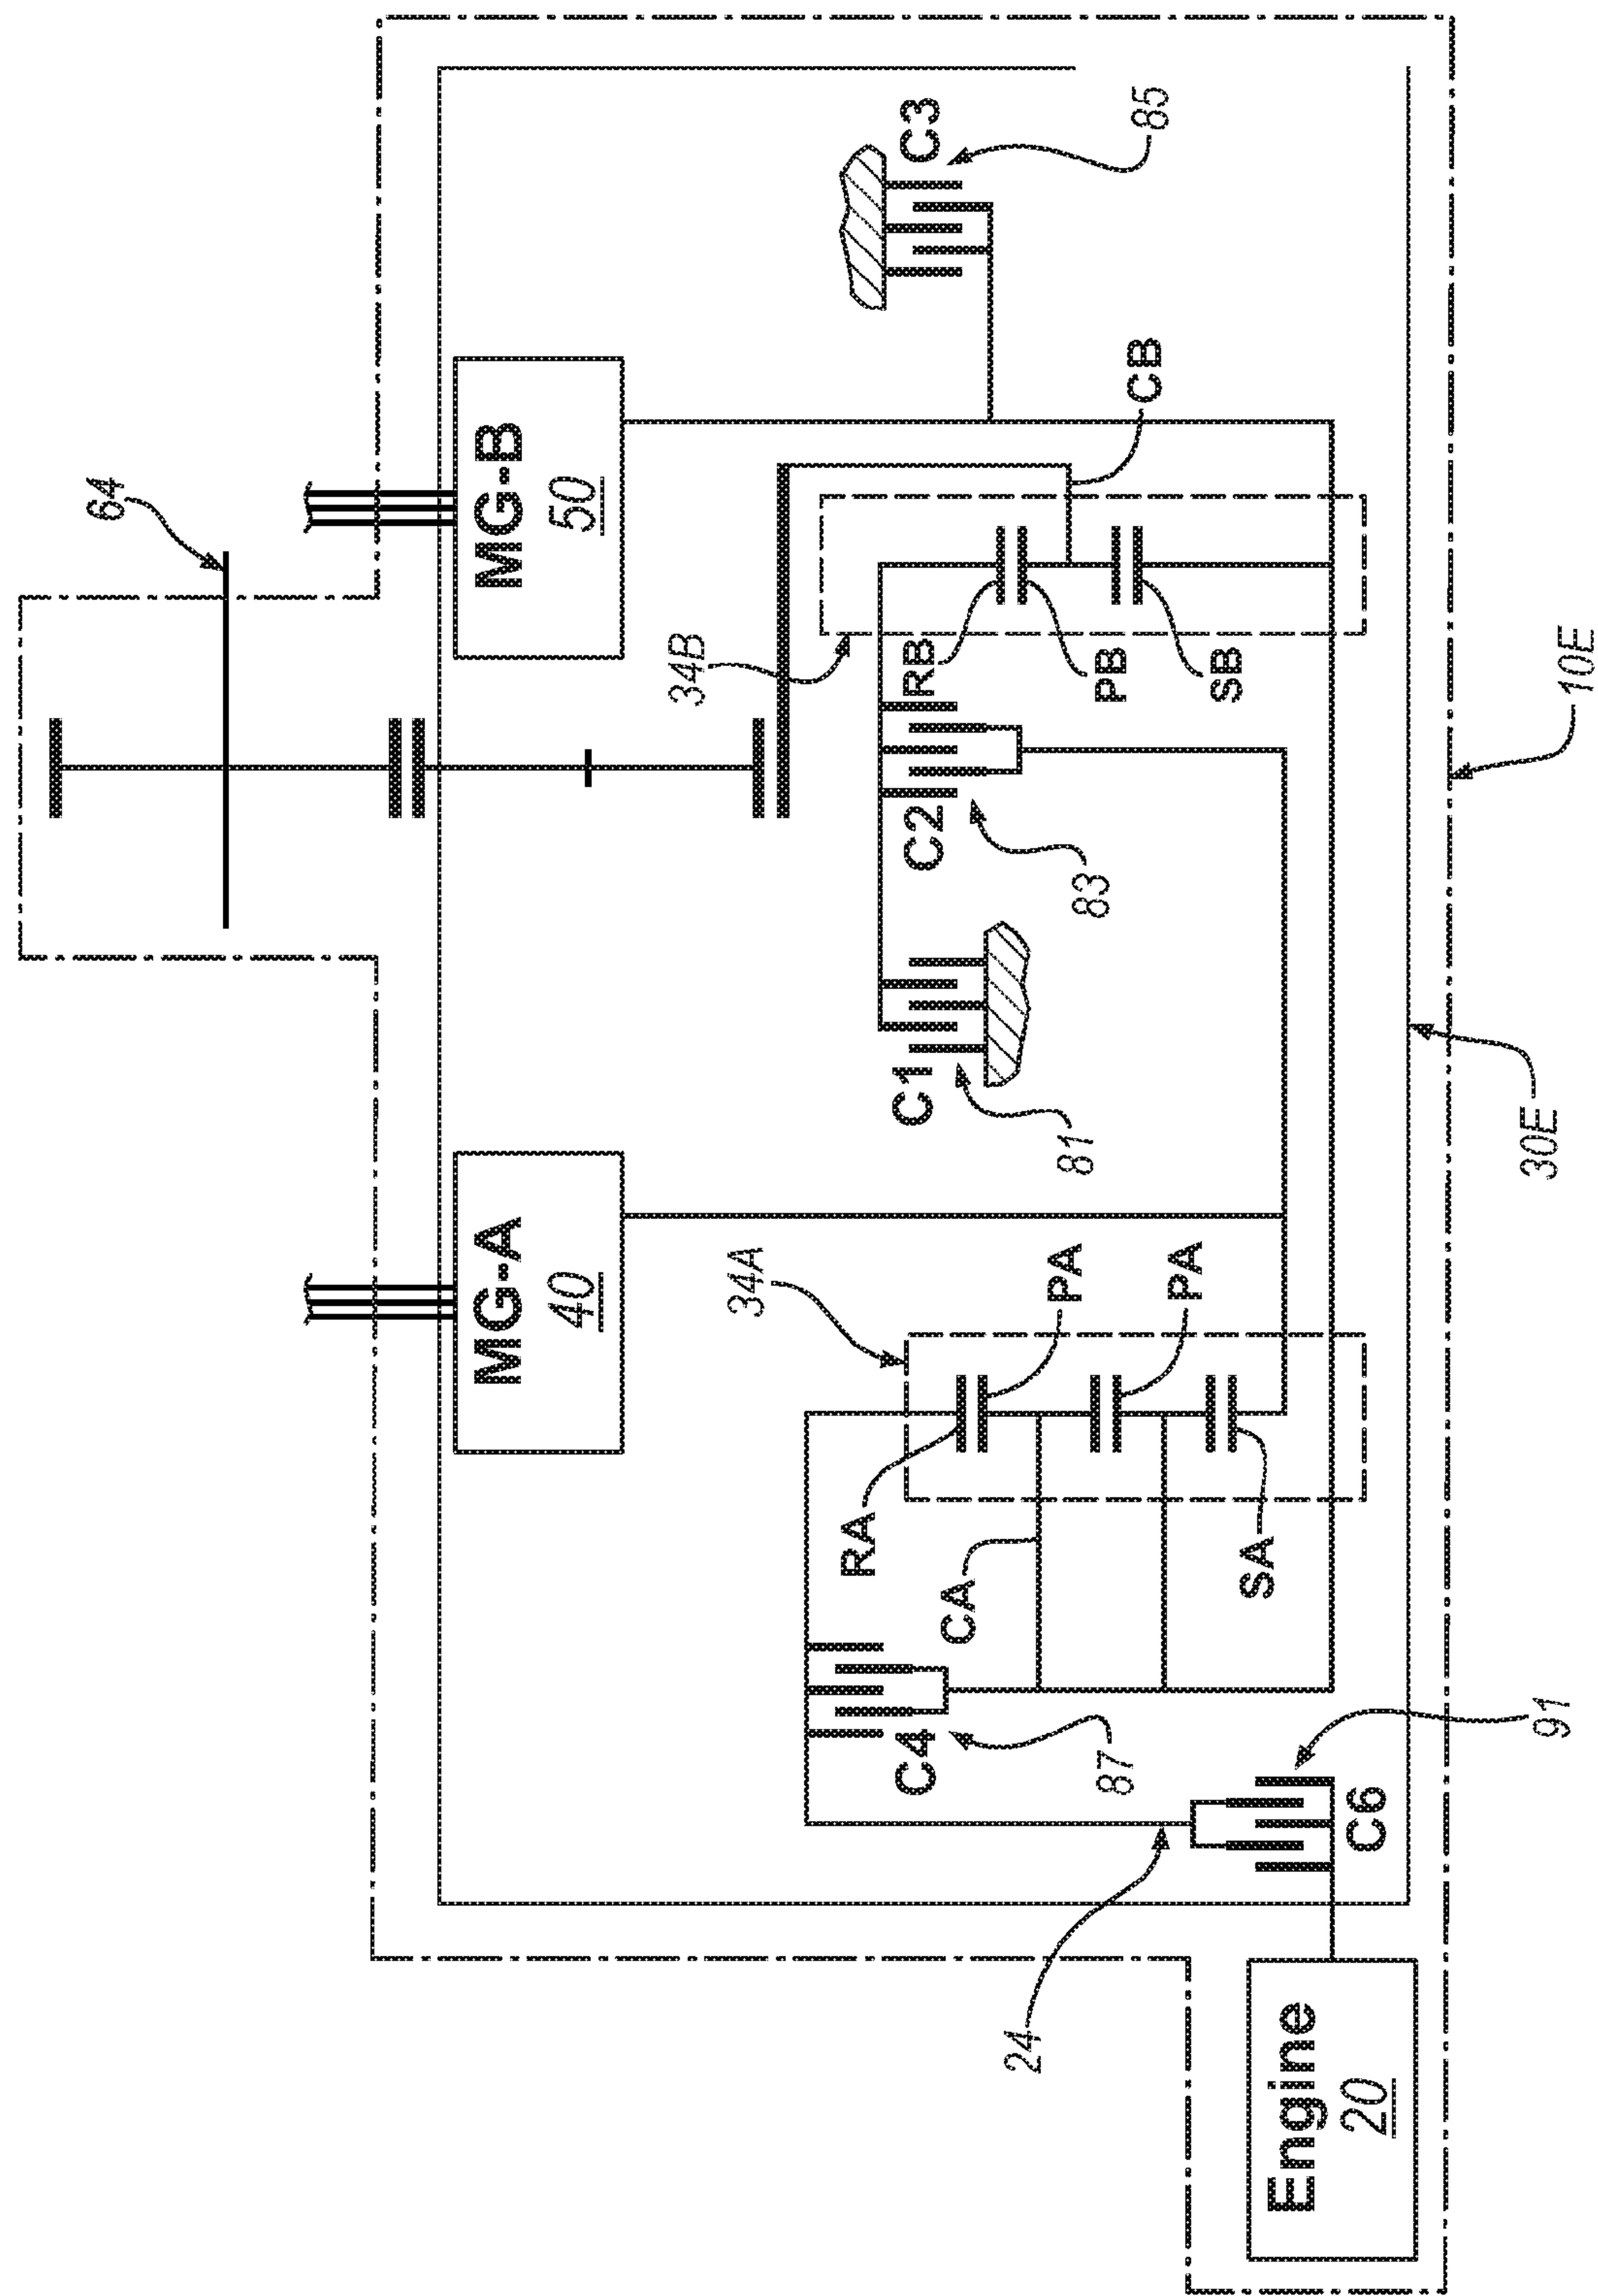 64
MG-A
40
MG-B
50
34A
34B
RA
PA
PA
CA
SA
C1
81
C2
83
RB
PB
SB
CB
C3
85
C4
87
24
C6
91
Engine
20
30E
10E